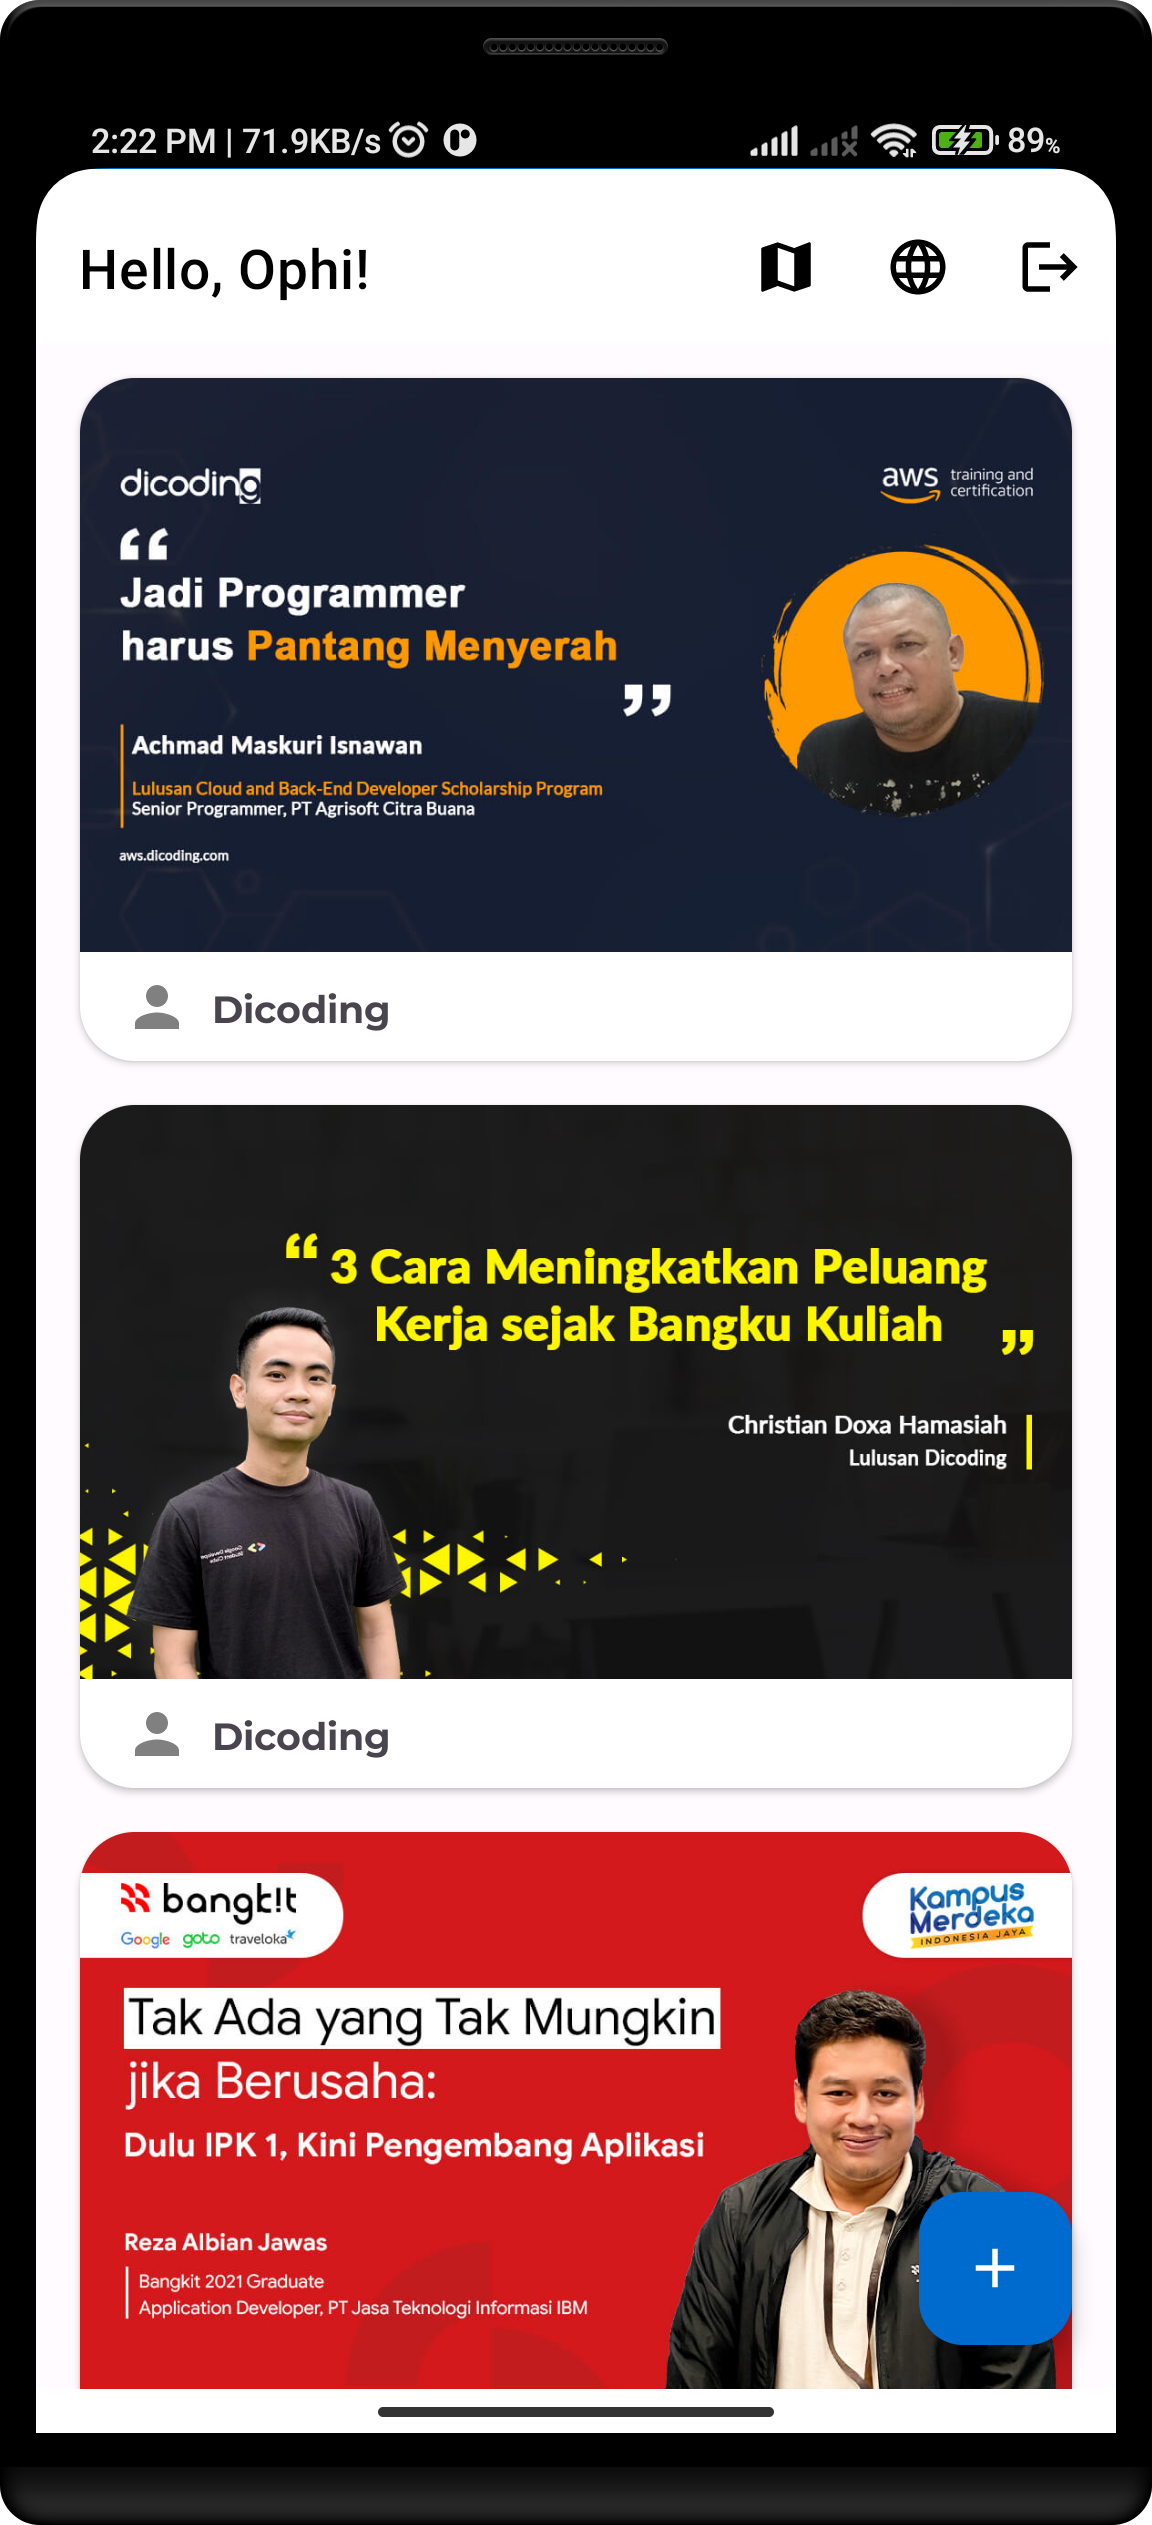 2:22 PM | 71.9KB/s
89%
Hello, Ophi!
dicoding
aws training and certification
“
Jadi Programmer
harus Pantang Menyerah
”
Achmad Maskuri Isnawan
Lulusan Cloud and Back-End Developer Scholarship Program
Senior Programmer, PT Agrisoft Citra Buana
aws.dicoding.com
Dicoding
“ 3 Cara Meningkatkan Peluang
Kerja sejak Bangku Kuliah ”
Christian Doxa Hamasiah
Lulusan Dicoding
Dicoding
bangk!t
Google goto traveloka
Kampus
Merdeka
INDONESIA JAYA
Tak Ada yang Tak Mungkin
jika Berusaha:
Dulu IPK 1, Kini Pengembang Aplikasi
Reza Albian Jawas
Bangkit 2021 Graduate
Application Developer, PT Jasa Teknologi Informasi IBM
+